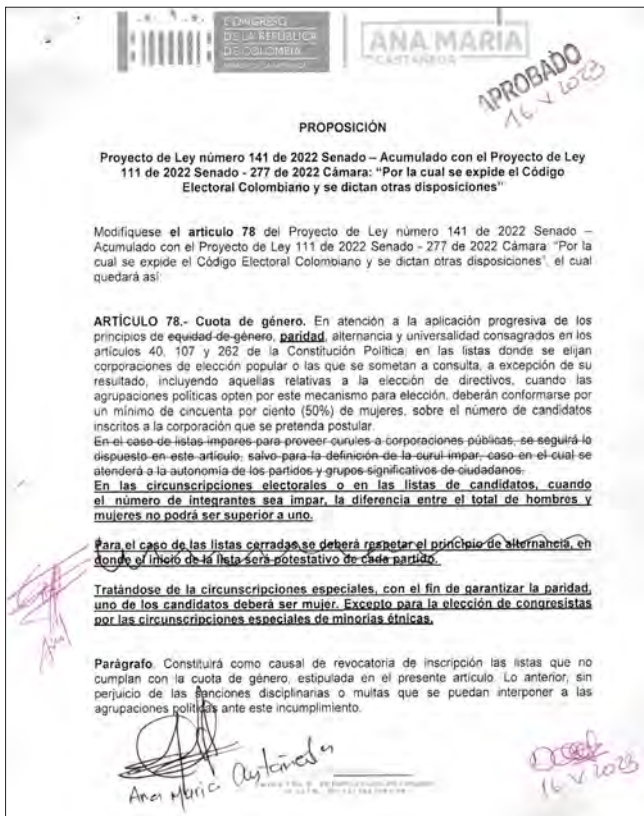 CONGRESO
DE LA REPÚBLICA
DE COLOMBIA
ANA MARÍA
CASTAÑEDA
APROBADO
16 V 2023
PROPOSICIÓN
Proyecto de Ley número 141 de 2022 Senado – Acumulado con el Proyecto de Ley
111 de 2022 Senado - 277 de 2022 Cámara: “Por la cual se expide el Código
Electoral Colombiano y se dictan otras disposiciones”
Modifíquese el articulo 78 del Proyecto de Ley número 141 de 2022 Senado –
Acumulado con el Proyecto de Ley 111 de 2022 Senado - 277 de 2022 Cámara: “Por la
cual se expide el Código Electoral Colombiano y se dictan otras disposiciones”, el cual
quedará así:
ARTÍCULO 78.- Cuota de género. En atención a la aplicación progresiva de los
principios de equidad de género, paridad, alternancia y universalidad consagrados en los
artículos 40, 107 y 262 de la Constitución Política; en las listas donde se elijan
corporaciones de elección popular o las que se sometan a consulta, a excepción de su
resultado, incluyendo aquellas relativas a la elección de directivos, cuando las
agrupaciones políticas opten por este mecanismo para elección, deberán conformarse por
un mínimo de cincuenta por ciento (50%) de mujeres, sobre el número de candidatos
inscritos a la corporación que se pretenda postular.
En el caso de listas impares para proveer curules a corporaciones públicas, se seguirá lo
dispuesto en este artículo, salvo para la definición de la curul impar, caso en el cual se
atenderá a la autonomía de los partidos y grupos significativos de ciudadanos.
En las circunscripciones electorales o en las listas de candidatos, cuando
el número de integrantes sea impar, la diferencia entre el total de hombres y
mujeres no podrá ser superior a uno.
Para el caso de las listas cerradas se deberá respetar el principio de alternancia, en
donde el inicio de la lista será potestativo de cada partido.
Tratándose de la circunscripciones especiales, con el fin de garantizar la paridad,
uno de los candidatos deberá ser mujer. Excepto para la elección de congresistas
por las circunscripciones especiales de minorías étnicas.
Parágrafo. Constituirá como causal de revocatoria de inscripción las listas que no
cumplan con la cuota de género, estipulada en el presente articulo. Lo anterior, sin
perjuicio de las sanciones disciplinarias o multas que se puedan interponer a las
agrupaciones políticas ante este incumplimiento.
Ana María Castañeda
16 V 2023